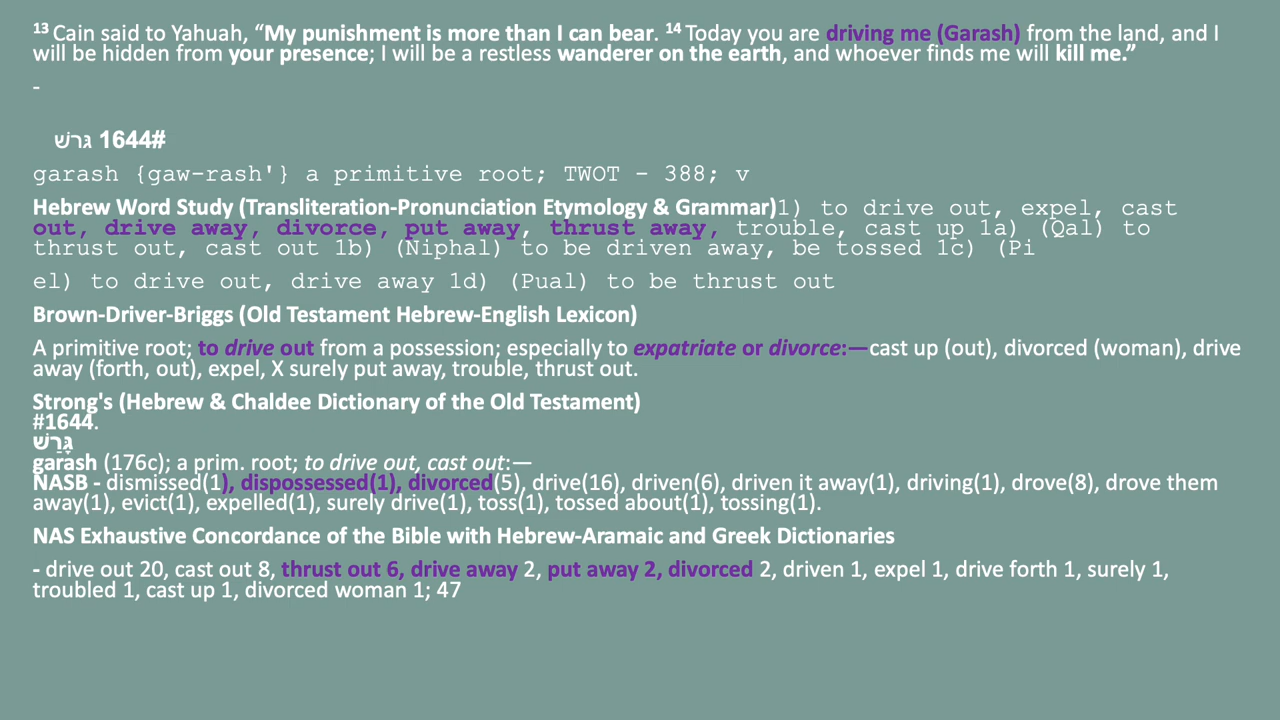 13 Cain said to Yahuah, “My punishment is more than I can bear. 14 Today you are driving me (Garash) from the land, and I
will be hidden from your presence; I will be a restless wanderer on the earth, and whoever finds me will kill me.”
-
גּרשׁ 1644#
garash {gaw-rash'} a primitive root; TWOT - 388; v
Hebrew Word Study (Transliteration-Pronunciation Etymology & Grammar)1) to drive out, expel, cast
out, drive away, divorce, put away, thrust away, trouble, cast up 1a) (Qal) to
thrust out, cast out 1b) (Niphal) to be driven away, be tossed 1c) (Pi
el) to drive out, drive away 1d) (Pual) to be thrust out
Brown-Driver-Briggs (Old Testament Hebrew-English Lexicon)
A primitive root; to drive out from a possession; especially to expatriate or divorce:—cast up (out), divorced (woman), drive
away (forth, out), expel, X surely put away, trouble, thrust out.
Strong's (Hebrew & Chaldee Dictionary of the Old Testament)
#1644.
גָּרַשׁ
garash (176c); a prim. root; to drive out, cast out:—
NASB - dismissed(1), dispossessed(1), divorced(5), drive(16), driven(6), driven it away(1), driving(1), drove(8), drove them
away(1), evict(1), expelled(1), surely drive(1), toss(1), tossed about(1), tossing(1).
NAS Exhaustive Concordance of the Bible with Hebrew-Aramaic and Greek Dictionaries
- drive out 20, cast out 8, thrust out 6, drive away 2, put away 2, divorced 2, driven 1, expel 1, drive forth 1, surely 1,
troubled 1, cast up 1, divorced woman 1; 47